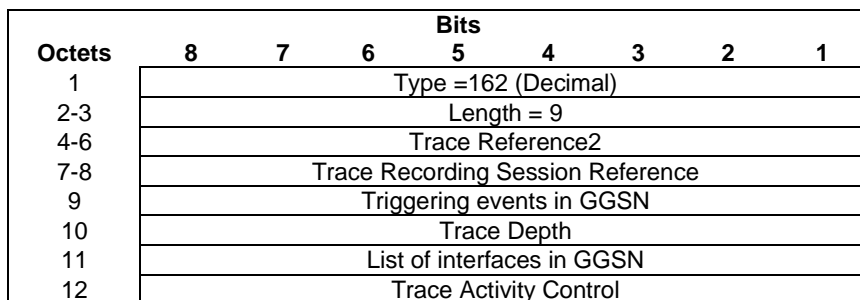 Bits
Octets 8 7 6 5 4 3 2 1
1 Type =162 (Decimal)
2-3 Length = 9
4-6 Trace Reference2
7-8 Trace Recording Session Reference
9 Triggering events in GGSN
10 Trace Depth
11 List of interfaces in GGSN
12 Trace Activity Control